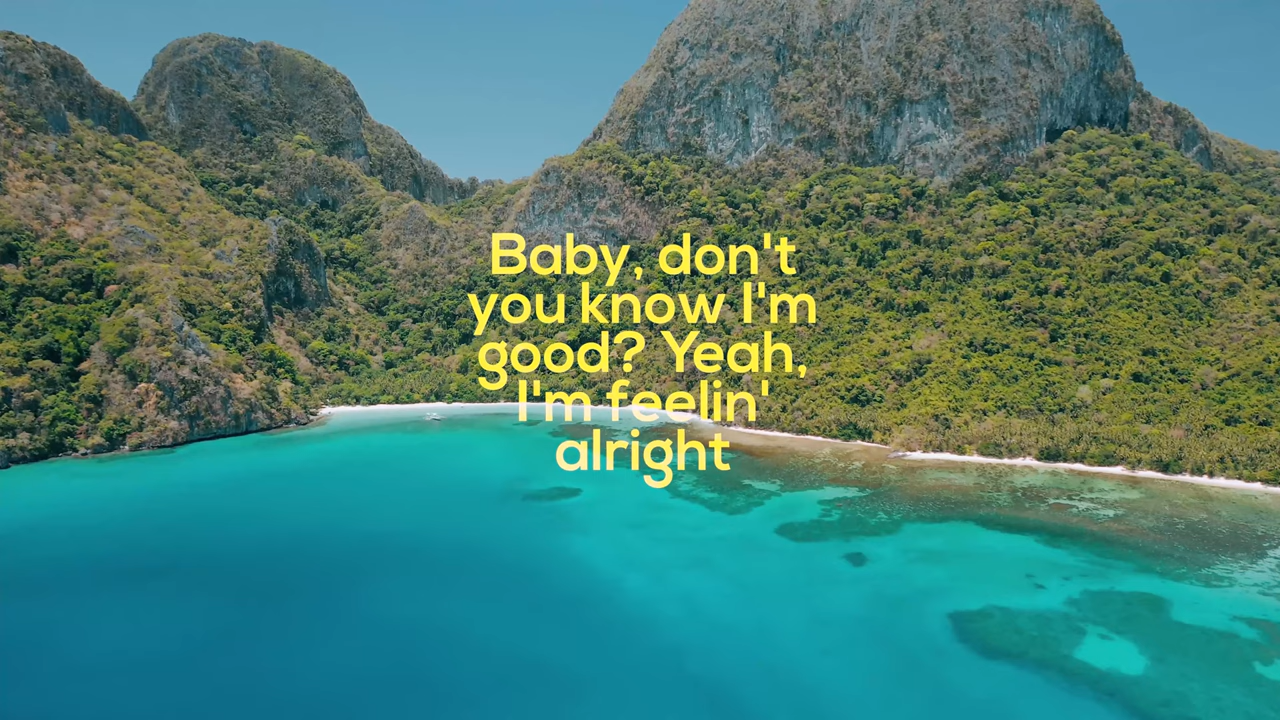 Baby, don't
you know I'm
good? Yeah,
I'm feelin'
alright